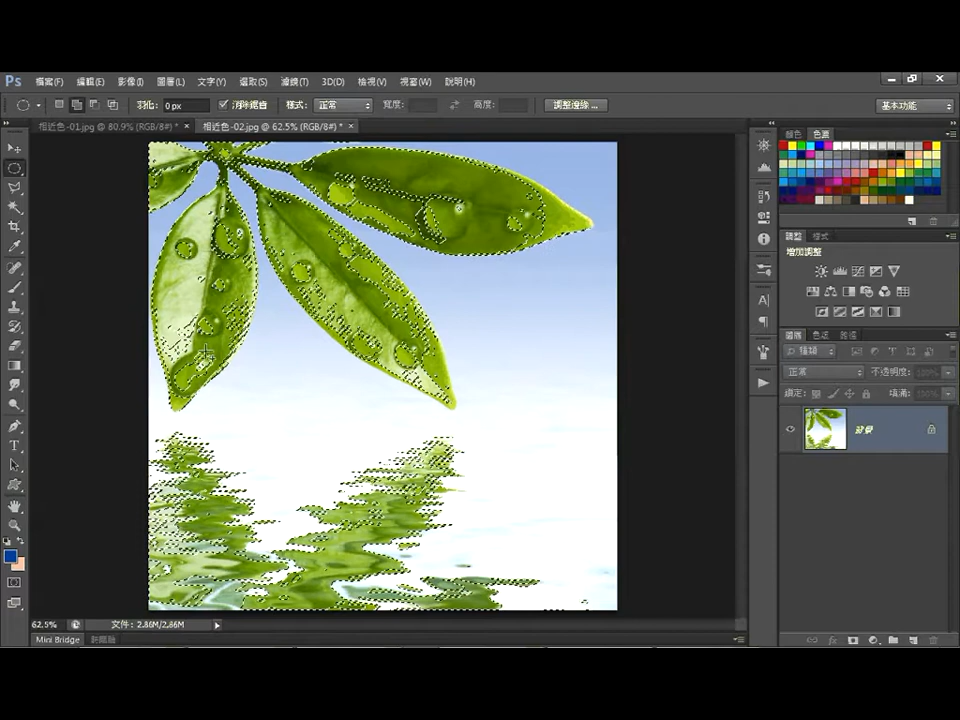 Ps 檔案(F) 編輯(E) 影像(I) 圖層(L) 文字(Y) 選取(S) 濾鏡(T) 3D(D) 檢視(V) 視窗(W) 說明(H)
羽化: 0 px 消除鋸齒 樣式: 正常 寬度: 高度: 調整邊緣... 基本功能
相近色-01.jpg @ 80.9% (RGB/8#) * × 相近色-02.jpg @ 62.5% (RGB/8#) * ×
顏色 色票
調整 樣式
增加調整
圖層 色版 路徑
種類
正常 不透明度: 100%
鎖定: 填滿: 100%
背景
62.5% 文件: 2.86M/2.86M
Mini Bridge 時間軸